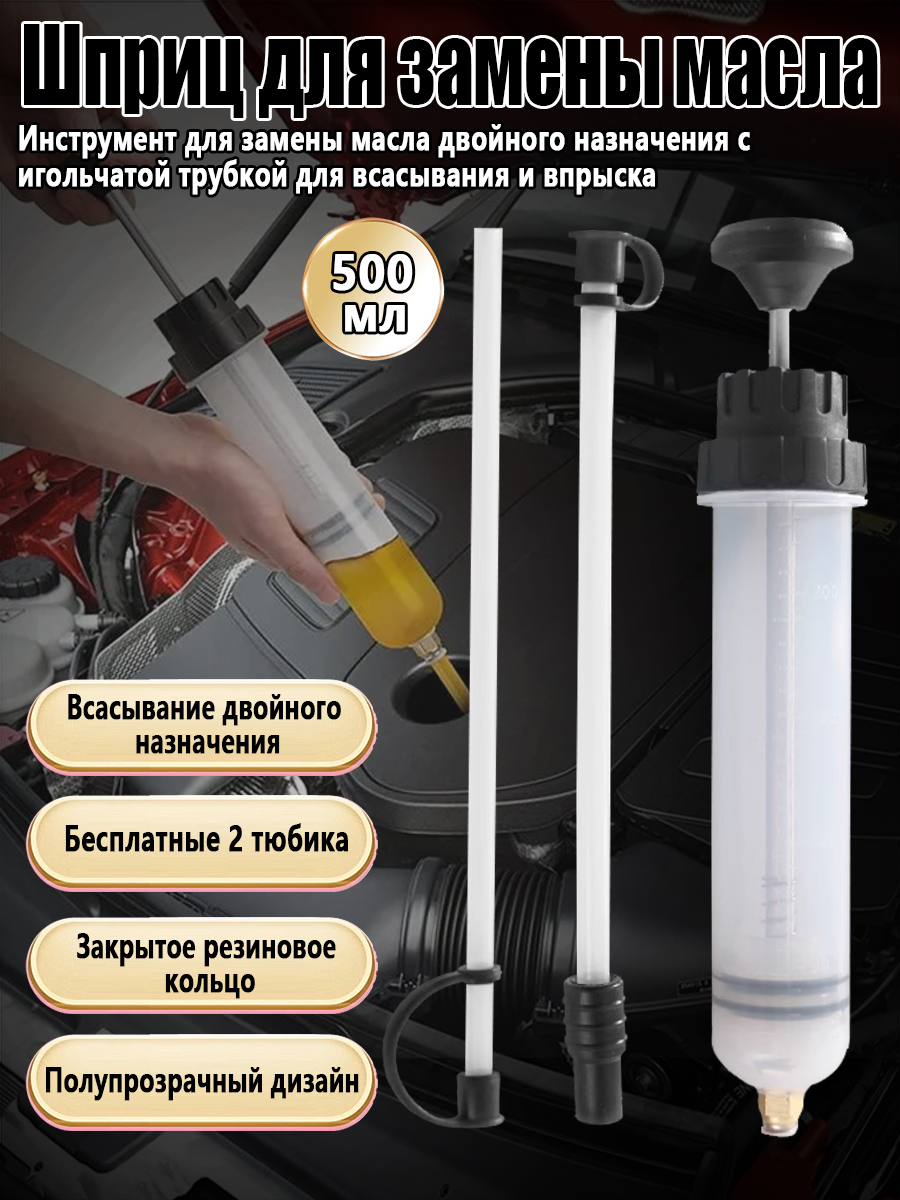 Шприц для замены масла
Инструмент для замены масла двойного назначения с
игольчатой трубкой для всасывания и впрыска
500
мл
Всасывание двойного
назначения
Бесплатные 2 тюбика
Закрытое резиновое
кольцо
Полупрозрачный дизайн